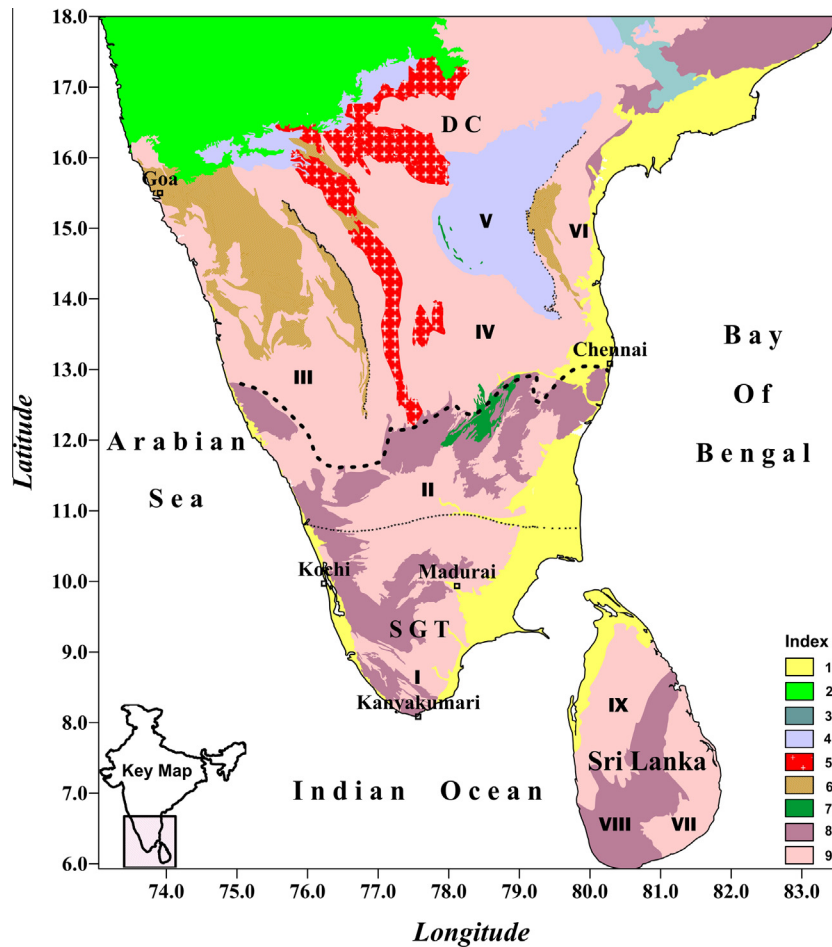 18.0
17.0
16.0
15.0
14.0
13.0
12.0
11.0
10.0
9.0
8.0
7.0
6.0
Latitude
D C
Goa
V
VI
IV
III
Chennai
Bay
Of
Bengal
Arabian
Sea
II
Kochi
Madurai
SGT
I
Kanyakumari
IX
Sri Lanka
VIII
VII
Indian Ocean
Key Map
Index
1
2
3
4
5
6
7
8
9
74.0 75.0 76.0 77.0 78.0 79.0 80.0 81.0 82.0 83.0
Longitude